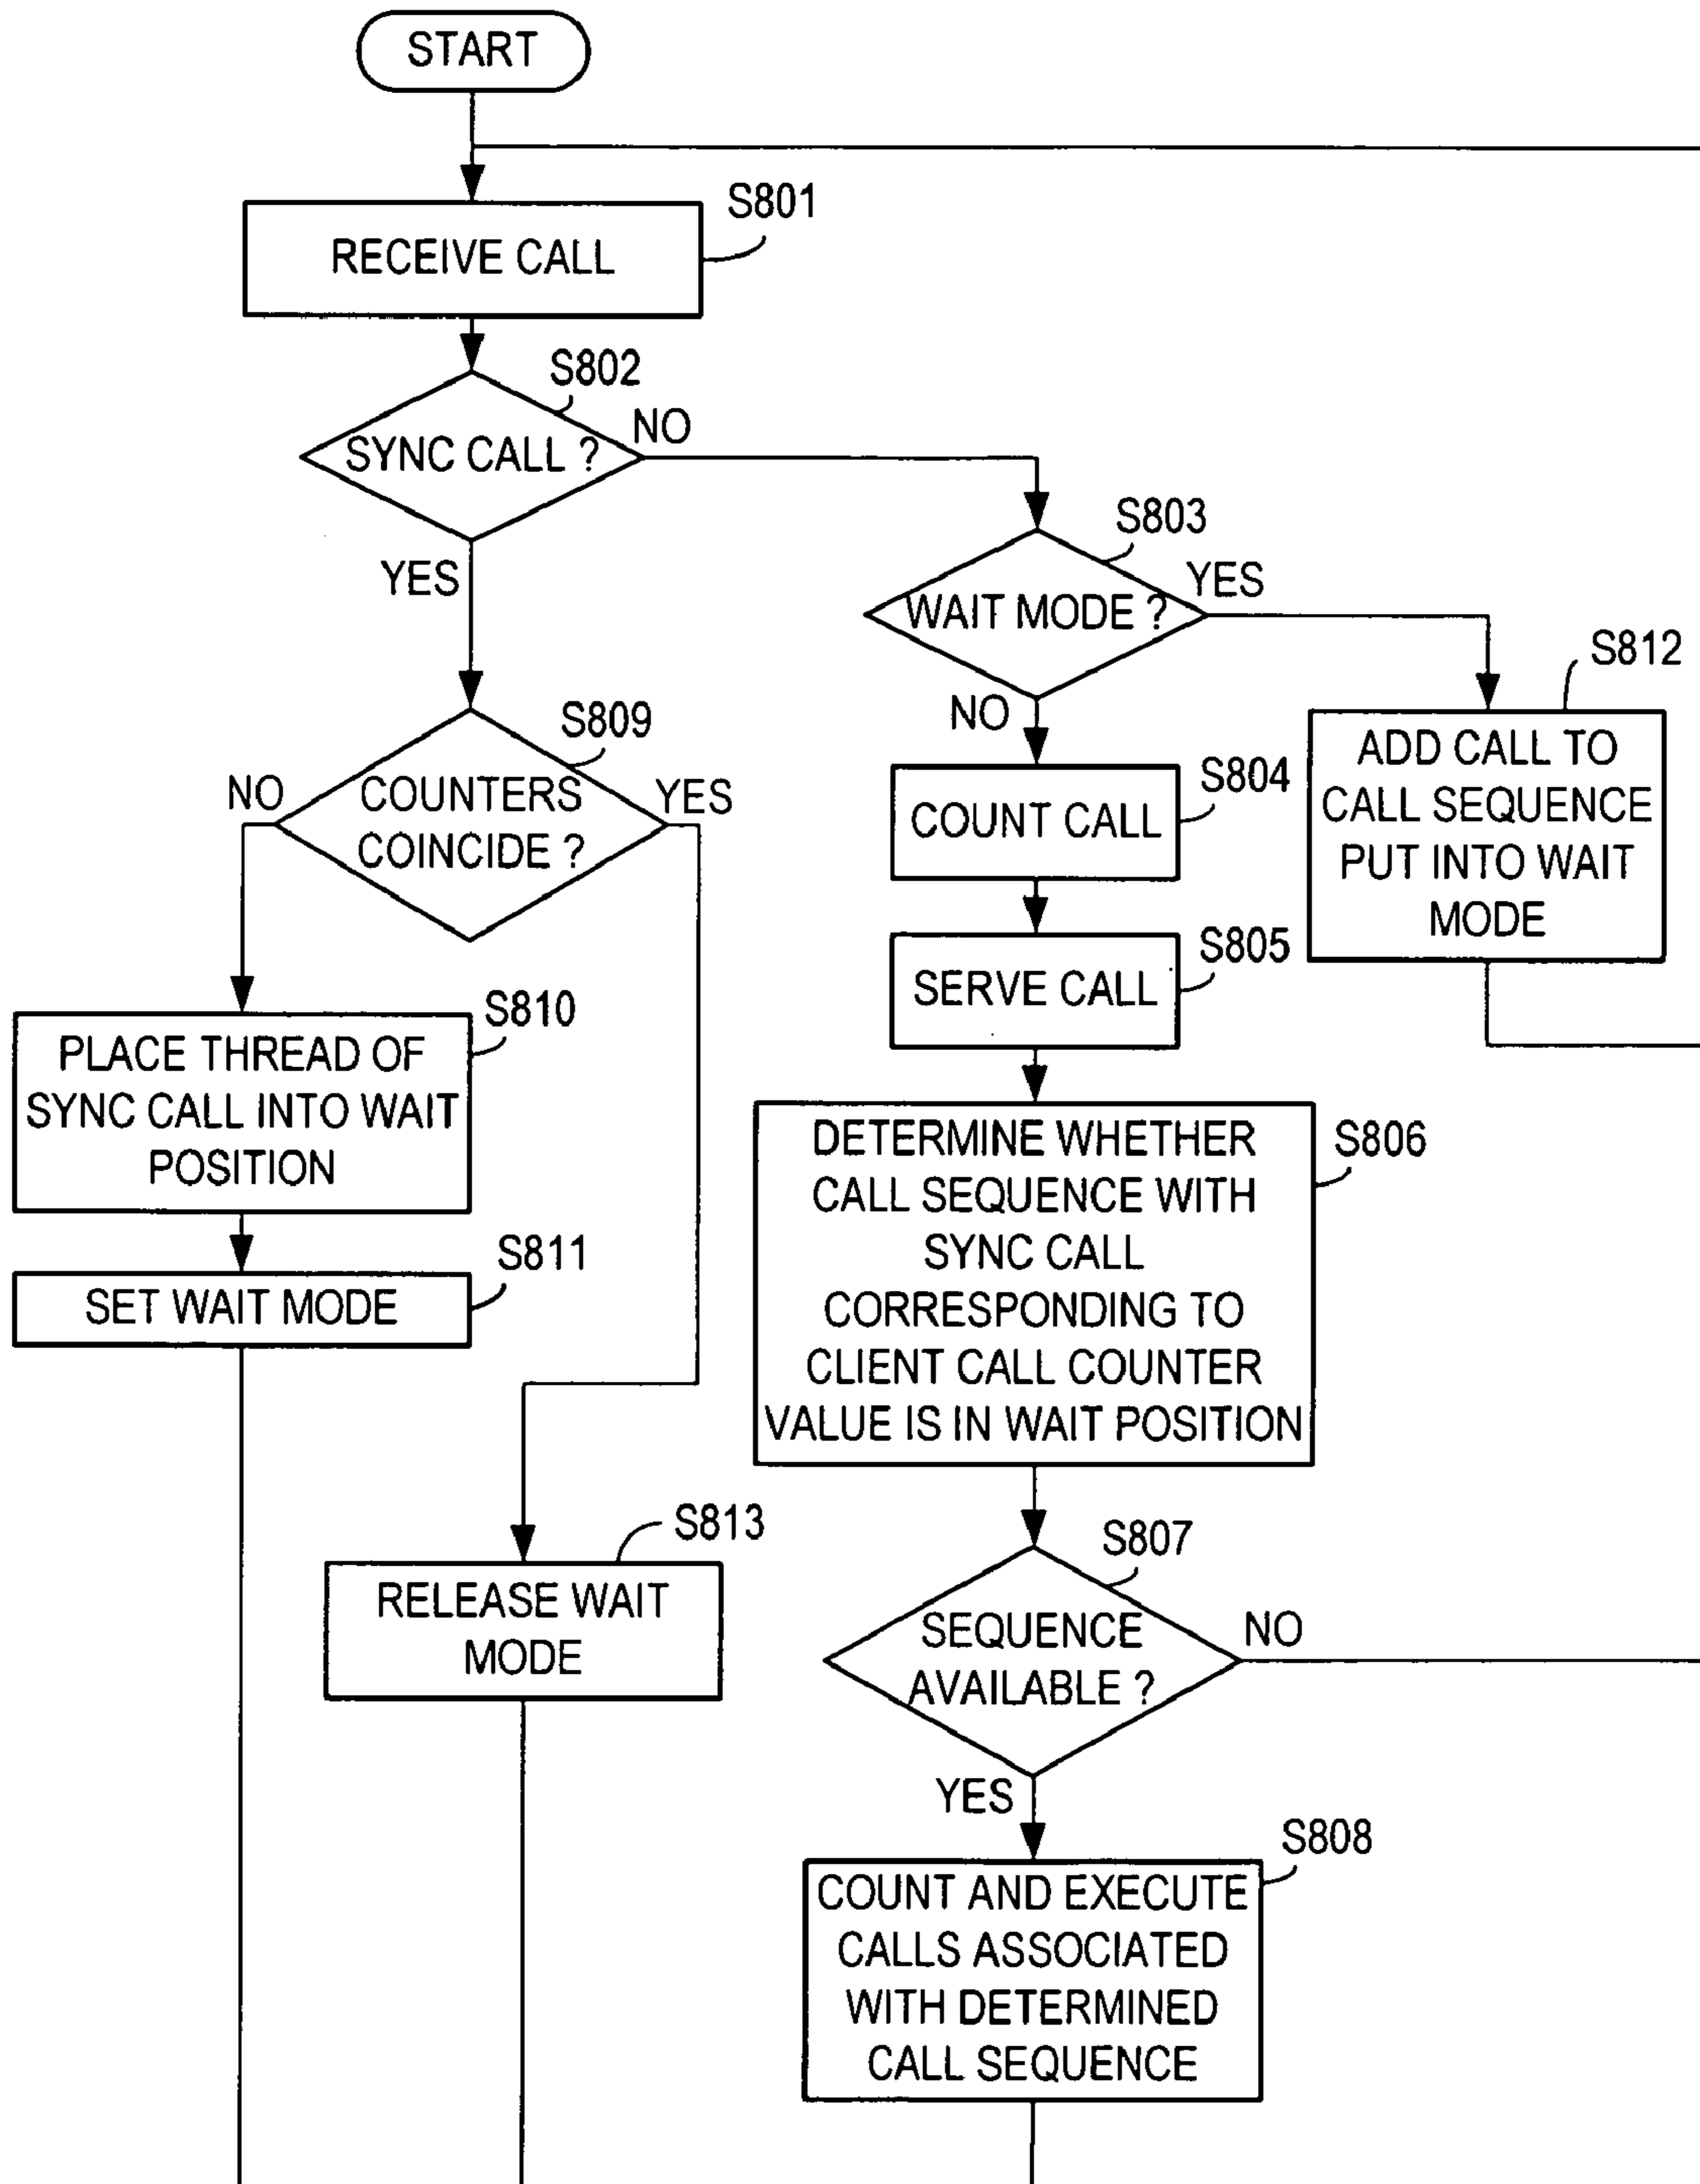 START
S801
RECEIVE CALL
S802
SYNC CALL ?
NO
YES
S803
WAIT MODE ?
YES
NO
S812
ADD CALL TO
CALL SEQUENCE
PUT INTO WAIT
MODE
S809
COUNTERS
COINCIDE ?
NO
YES
S804
COUNT CALL
S805
SERVE CALL
S810
PLACE THREAD OF
SYNC CALL INTO WAIT
POSITION
S806
DETERMINE WHETHER
CALL SEQUENCE WITH
SYNC CALL
CORRESPONDING TO
CLIENT CALL COUNTER
VALUE IS IN WAIT POSITION
S811
SET WAIT MODE
S813
RELEASE WAIT
MODE
S807
SEQUENCE
AVAILABLE ?
NO
YES
S808
COUNT AND EXECUTE
CALLS ASSOCIATED
WITH DETERMINED
CALL SEQUENCE